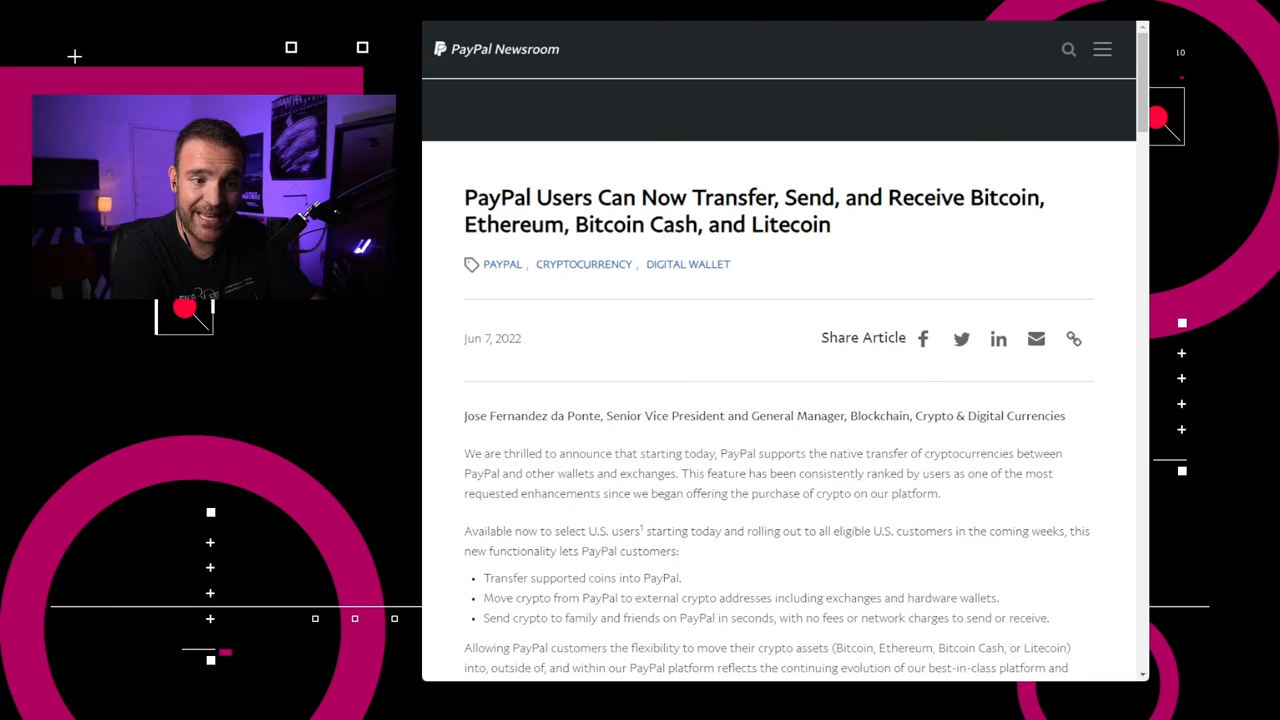 PayPal Newsroom
PayPal Users Can Now Transfer, Send, and Receive Bitcoin,
Ethereum, Bitcoin Cash, and Litecoin
PAYPAL , CRYPTOCURRENCY , DIGITAL WALLET
Jun 7, 2022
Share Article
Jose Fernandez da Ponte, Senior Vice President and General Manager, Blockchain, Crypto & Digital Currencies
We are thrilled to announce that starting today, PayPal supports the native transfer of cryptocurrencies between
PayPal and other wallets and exchanges. This feature has been consistently ranked by users as one of the most
requested enhancements since we began offering the purchase of crypto on our platform.
Available now to select U.S. users¹ starting today and rolling out to all eligible U.S. customers in the coming weeks, this
new functionality lets PayPal customers:
• Transfer supported coins into PayPal.
• Move crypto from PayPal to external crypto addresses including exchanges and hardware wallets.
• Send crypto to family and friends on PayPal in seconds, with no fees or network charges to send or receive.
Allowing PayPal customers the flexibility to move their crypto assets (Bitcoin, Ethereum, Bitcoin Cash, or Litecoin)
into, outside of, and within our PayPal platform reflects the continuing evolution of our best-in-class platform and